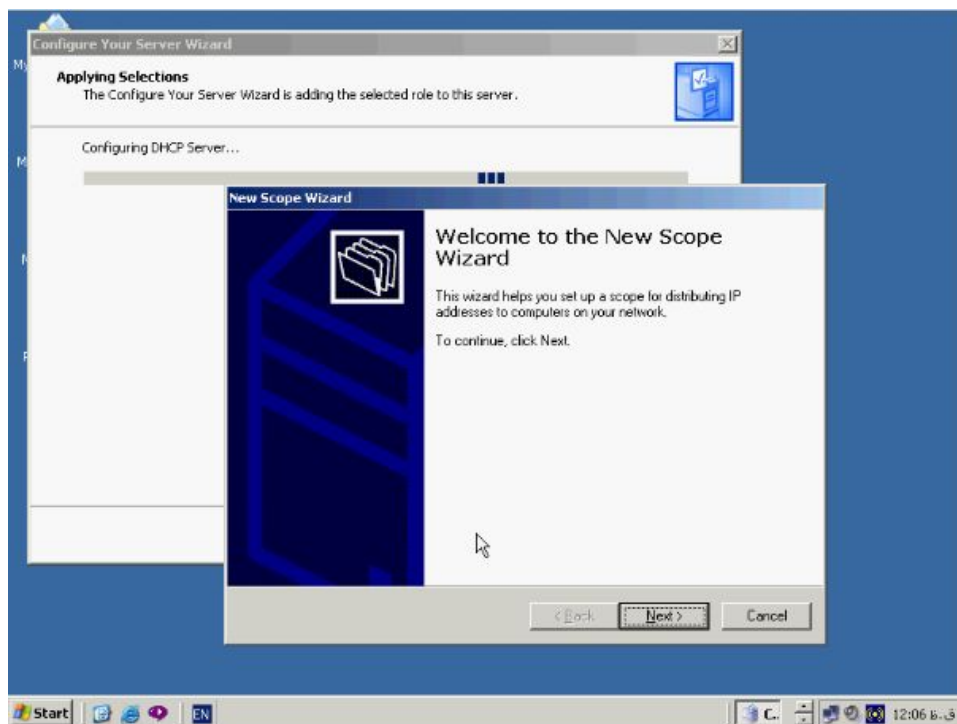 Configure Your Server Wizard
Applying Selections
The Configure Your Server Wizard is adding the selected role to this server.
Configuring DHCP Server...
New Scope Wizard
Welcome to the New Scope
Wizard
This wizard helps you set up a scope for distributing IP
addresses to computers on your network.
To continue, click Next.
< Back
Next >
Cancel
Start
EN
C..
12:06 ق.ظ